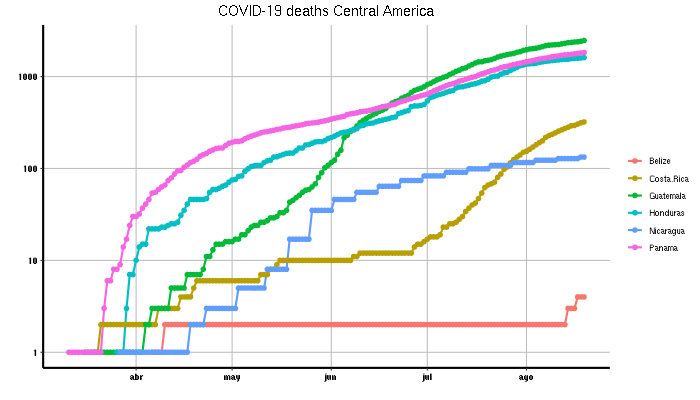 COVID-19 deaths Central America
1000
100
10
1
abr may jun jul ago
Belize
Costa.Rica
Guatemala
Honduras
Nicaragua
Panama